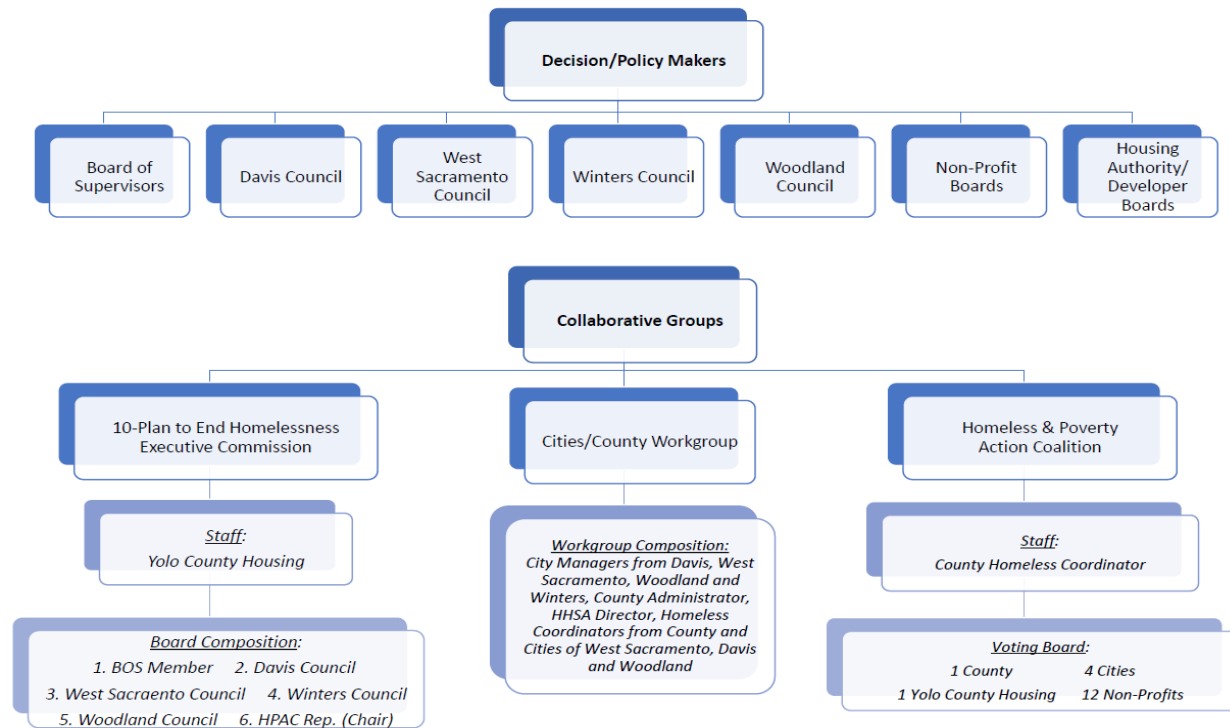 Decision/Policy Makers
Board of
Supervisors
Davis Council
West
Sacramento
Council
Winters Council
Woodland
Council
Non-Profit
Boards
Housing
Authority/
Developer
Boards
Collaborative Groups
10-Plan to End Homelessness
Executive Commission
Cities/County Workgroup
Homeless & Poverty
Action Coalition
Staff:
Yolo County Housing
Workgroup Composition:
City Managers from Davis, West
Sacramento, Woodland and
Winters, County Administrator,
HHSA Director, Homeless
Coordinators from County and
Cities of West Sacramento, Davis
and Woodland
Staff:
County Homeless Coordinator
Board Composition:
1. BOS Member 2. Davis Council
3. West Sacraento Council 4. Winters Council
5. Woodland Council 6. HPAC Rep. (Chair)
Voting Board:
1 County 4 Cities
1 Yolo County Housing 12 Non-Profits